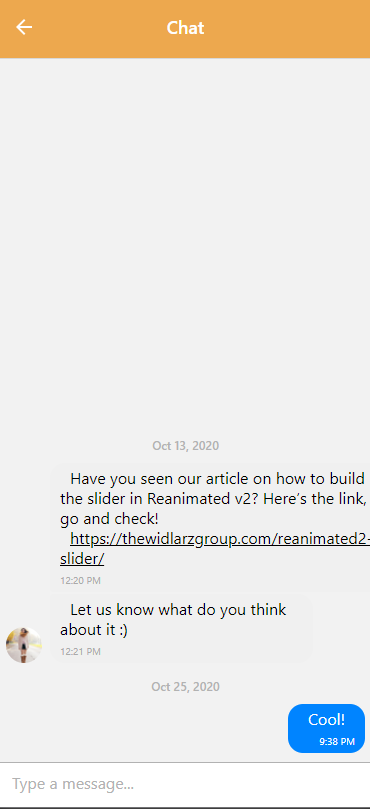 Chat
Oct 13, 2020
Have you seen our article on how to build
the slider in Reanimated v2? Here's the link,
go and check!
https://thewidlarzgroup.com/reanimated2-
slider/
12:20 PM
Let us know what do you think
about it :)
12:21 PM
Oct 25, 2020
Cool!
9:38 PM
Type a message...